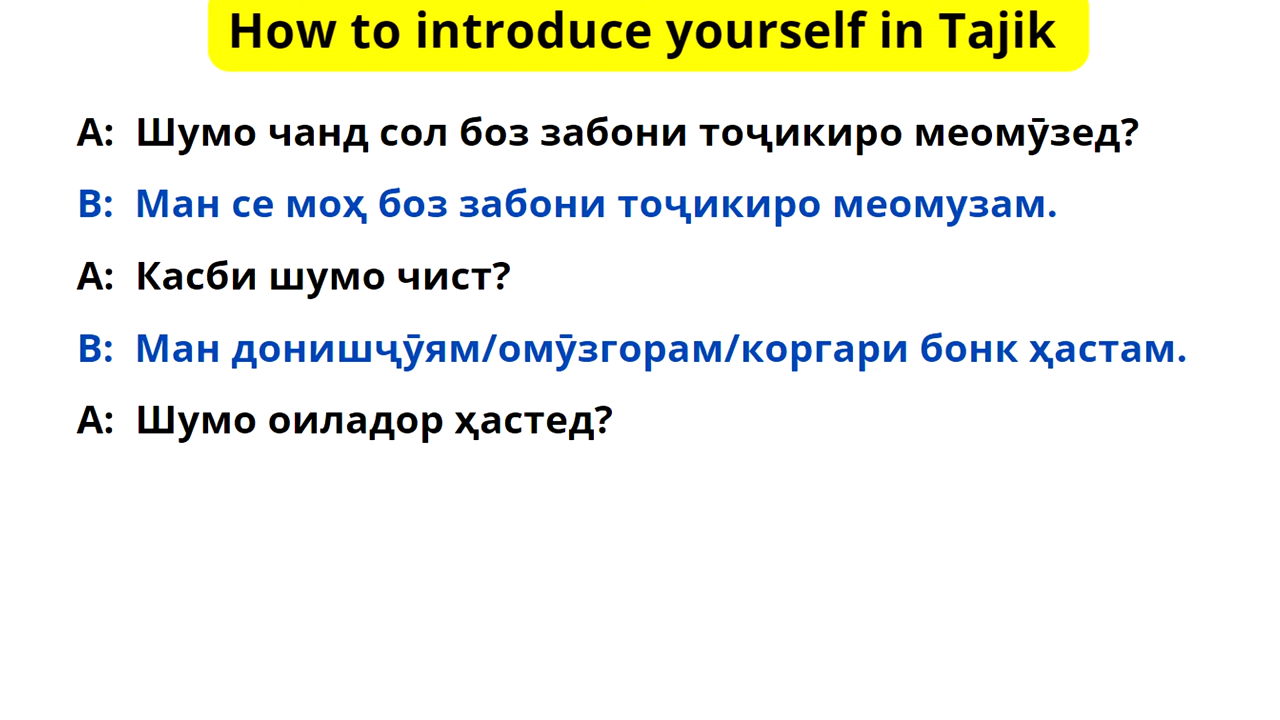 How to introduce yourself in Tajik
A: Шумо чанд сол боз забони тоҷикиро меомӯзед?
B: Ман се моҳ боз забони тоҷикиро меомузам.
A: Касби шумо чист?
B: Ман донишҷӯям/омӯзгорам/коргари бонк ҳастам.
A: Шумо оиладор ҳастед?